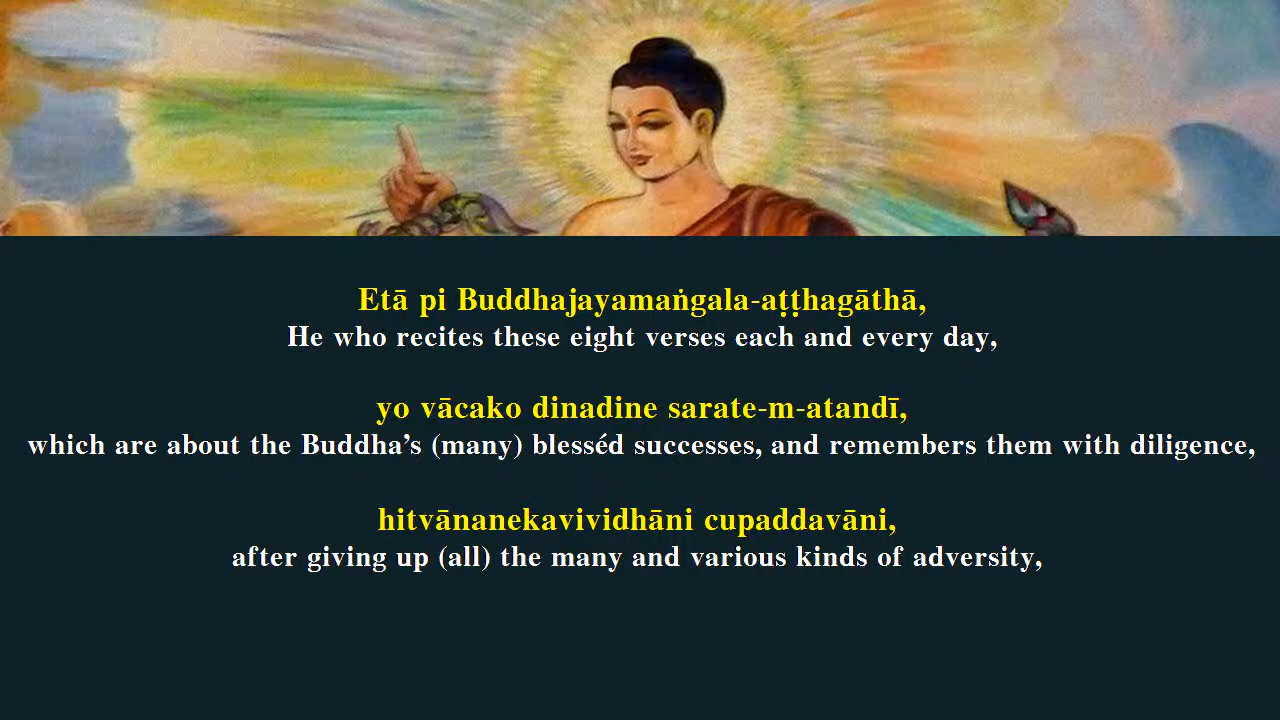 Etā pi Buddhajayamaṅgala-aṭṭhagāthā,
He who recites these eight verses each and every day,
yo vācako dinadine sarate-m-atandī,
which are about the Buddha’s (many) blesséd successes, and remembers them with diligence,
hitvānanekavividhāni cupaddavāni,
after giving up (all) the many and various kinds of adversity,